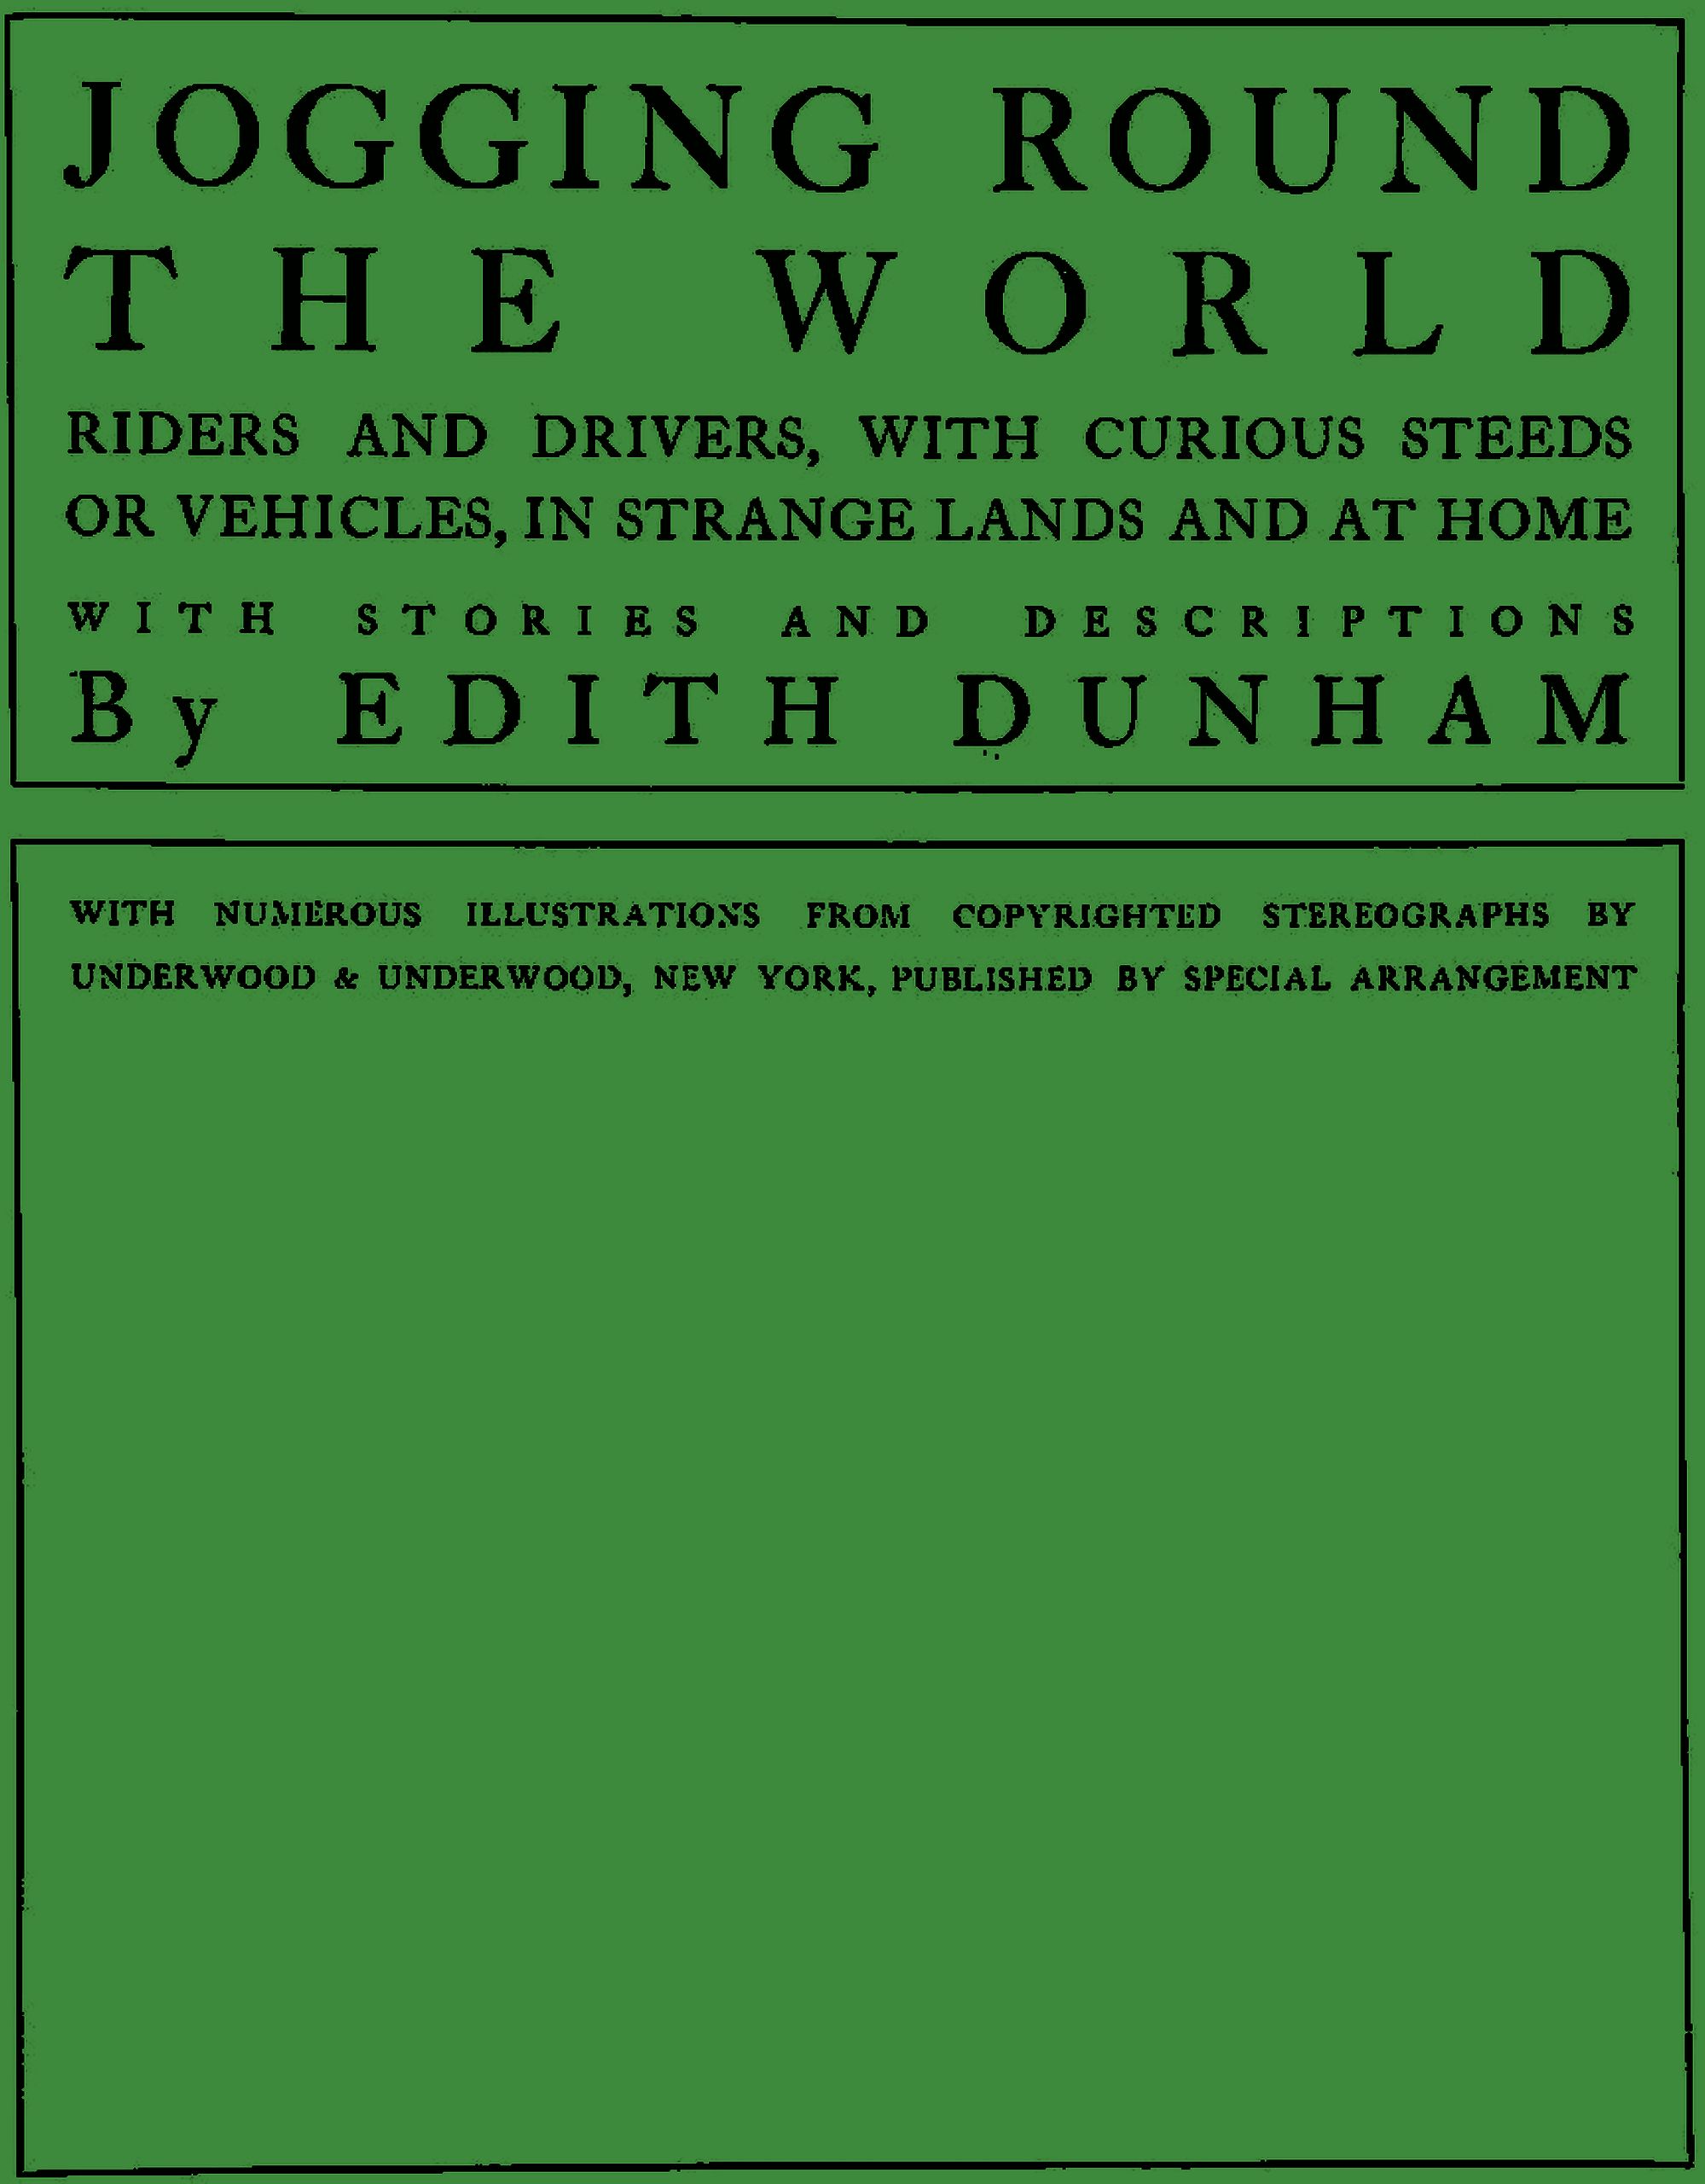 JOGGING ROUND
THE WORLD
RIDERS AND DRIVERS, WITH CURIOUS STEEDS
OR VEHICLES, IN STRANGE LANDS AND AT HOME
WITH STORIES AND DESCRIPTIONS
By EDITH DUNHAM
WITH NUMEROUS ILLUSTRATIONS FROM COPYRIGHTED STEREOGRAPHS BY
UNDERWOOD & UNDERWOOD, NEW YORK, PUBLISHED BY SPECIAL ARRANGEMENT